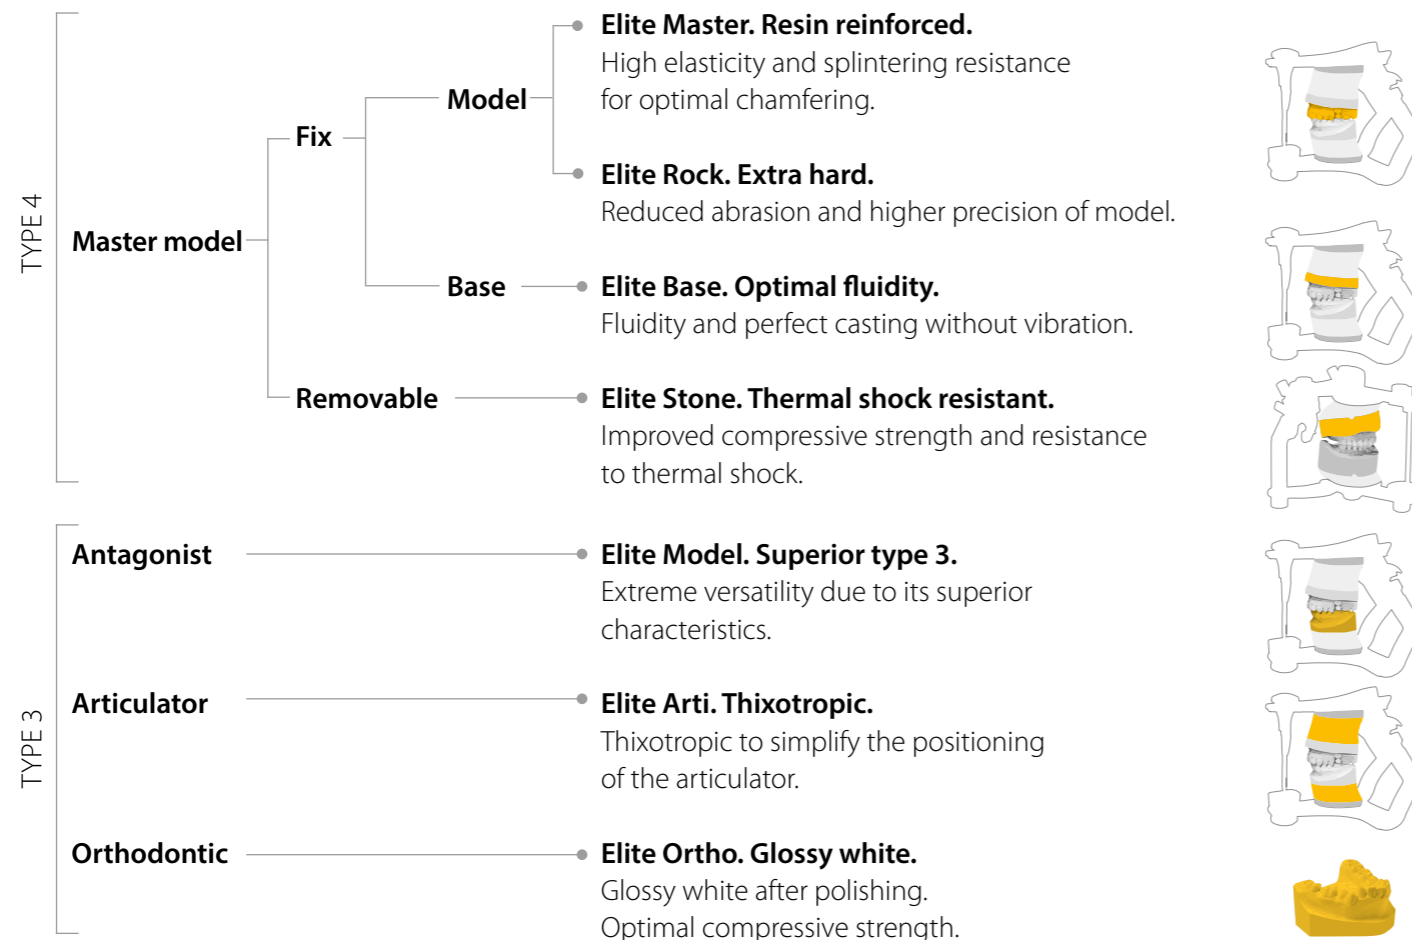 TYPE 4
Master model
Fix
Model
Elite Master. Resin reinforced.
High elasticity and splintering resistance
for optimal chamfering.
Elite Rock. Extra hard.
Reduced abrasion and higher precision of model.
Base
Elite Base. Optimal fluidity.
Fluidity and perfect casting without vibration.
Removable
Elite Stone. Thermal shock resistant.
Improved compressive strength and resistance
to thermal shock.
TYPE 3
Antagonist
Elite Model. Superior type 3.
Extreme versatility due to its superior
characteristics.
Articulator
Elite Arti. Thixotropic.
Thixotropic to simplify the positioning
of the articulator.
Orthodontic
Elite Ortho. Glossy white.
Glossy white after polishing.
Optimal compressive strength.